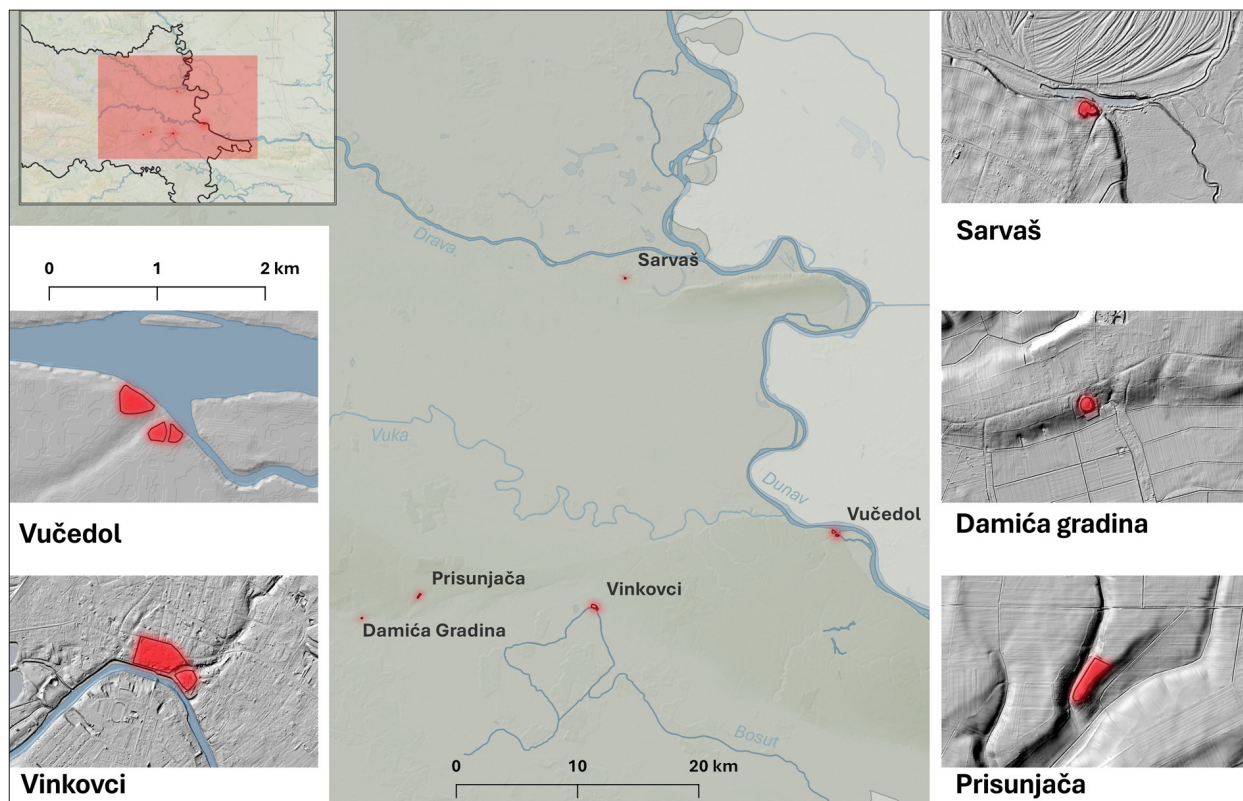 0 1 2 km
Vučedol
Vinkovci
Drava
Sarvaš
Vuka
Dunav
Vučedol
Prisunjača
Vinkovci
Damića Gradina
Bosut
0 10 20 km
Sarvaš
Damića gradina
Prisunjača